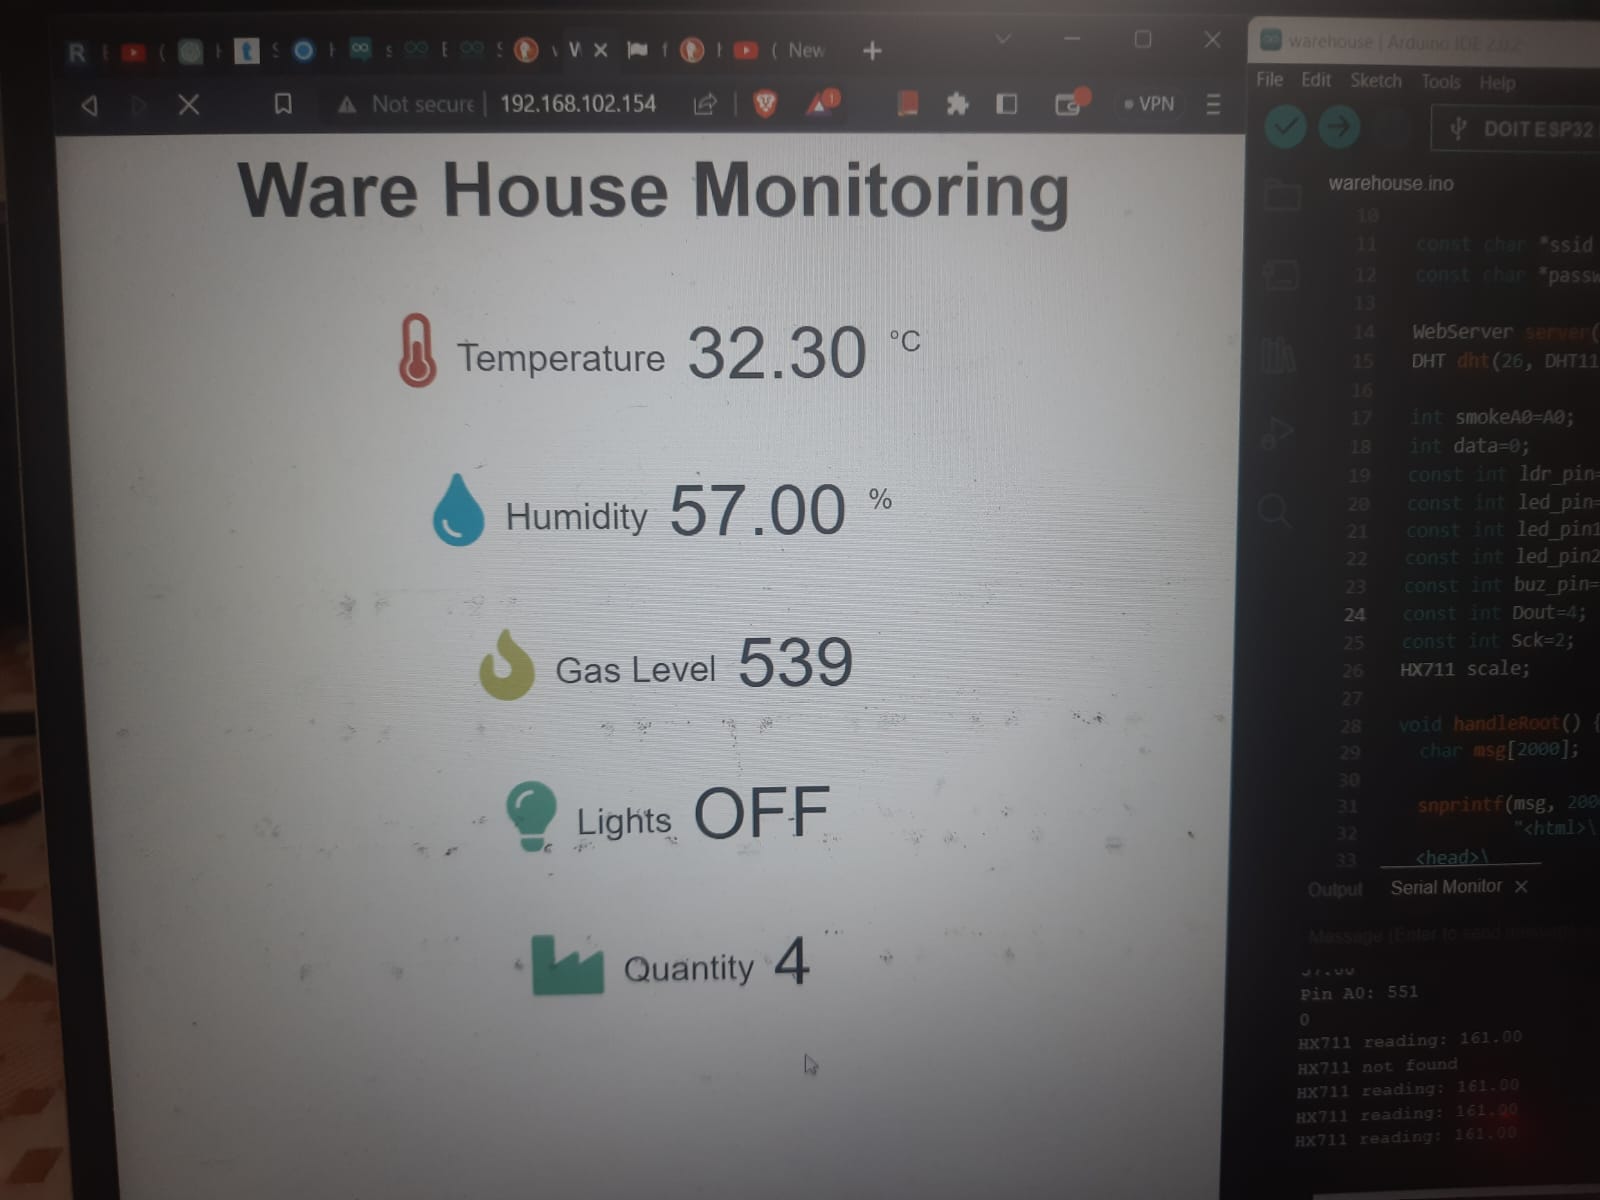 New
Not secure
192.168.102.154
VPN
Ware House Monitoring
Temperature 32.30 °C
Humidity 57.00 %
Gas Level 539
Lights OFF
Quantity 4
warehouse | Arduino IDE 2.0.2
File Edit Sketch Tools Help
DOIT ESP32
warehouse.ino
10
11 const char *ssid
12 const char *passw
13
14 WebServer server(
15 DHT dht(26, DHT11
16
17 int smokeA0=A0;
18 int data=0;
19 const int ldr_pin=
20 const int led_pin=
21 const int led_pin1
22 const int led_pin2
23 const int buz_pin=
24 const int Dout=4;
25 const int Sck=2;
26 HX711 scale;
27
28 void handleRoot() {
29 char msg[2000];
30
31 snprintf(msg, 200
32 "<html>\
33 <head>\
Output Serial Monitor
Message (Enter to send message
Pin A0: 551
0
HX711 reading: 161.00
HX711 not found
HX711 reading: 161.00
HX711 reading: 161.00
HX711 reading: 161.00